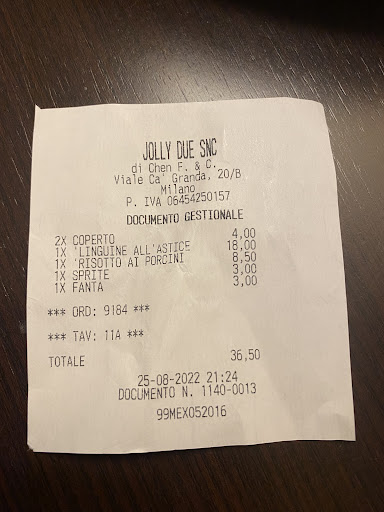 JOLLY DUE SNC
di Chen F. & C.
Viale Ca' Granda, 20/B
Milano
P. IVA 06454250157
DOCUMENTO GESTIONALE
2X COPERTO 4,00
1X 'LINGUINE ALL'ASTICE 18,00
1X 'RISOTTO AI PORCINI 8,50
1X SPRITE 3,00
1X FANTA 3,00
*** ORD: 9184 ***
*** TAV: 11A ***
TOTALE 36,50
25-08-2022 21:24
DOCUMENTO N. 1140-0013
99MEX052016